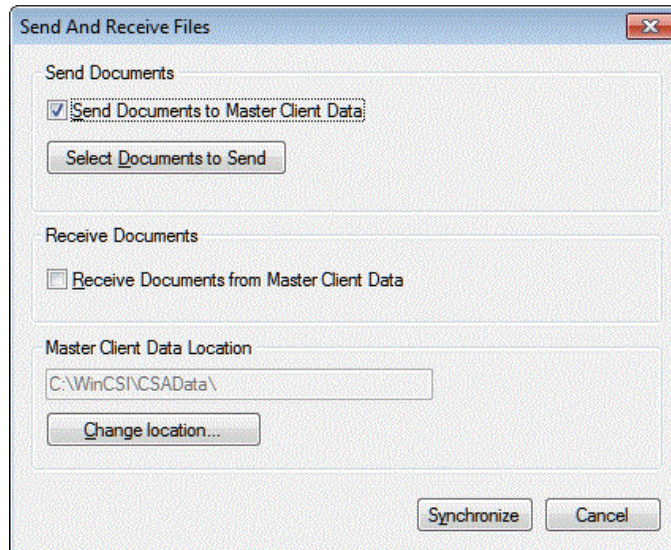 Send And Receive Files
Send Documents
Send Documents to Master Client Data
Select Documents to Send
Receive Documents
Receive Documents from Master Client Data
Master Client Data Location
C:\WinCSI\CSAData\
Change location...
Synchronize Cancel